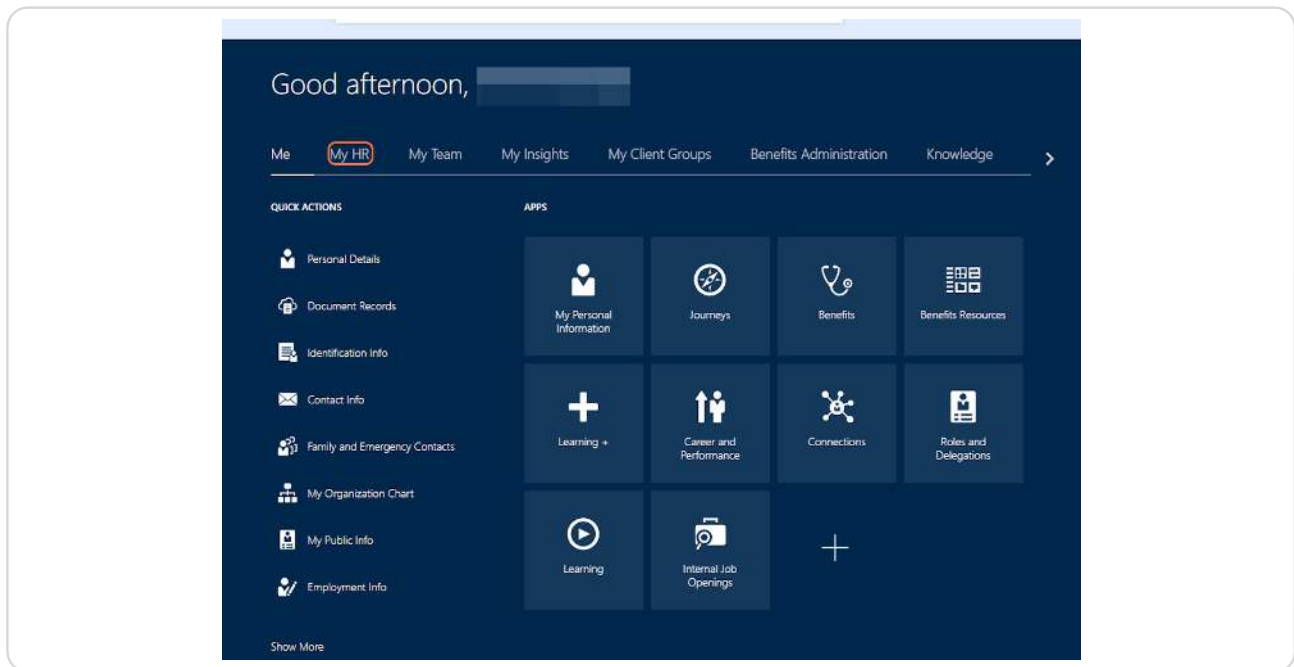 Good afternoon,
Me My HR My Team My Insights My Client Groups Benefits Administration Knowledge
QUICK ACTIONS
APPS
Personal Details
Document Records
Identification Info
Contact Info
Family and Emergency Contacts
My Organization Chart
My Public Info
Employment Info
Show More
My Personal
Information
Journeys
Benefits
Benefits Resources
Learning +
Career and
Performance
Connections
Roles and
Delegations
Learning
Internal Job
Openings